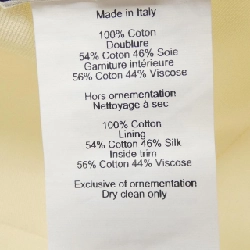 Made in Italy
100% Coton
Doublure
54% Coton 46% Soie
Garniture intérieure
56% Coton 44% Viscose
Hors ornementation
Nettoyage à sec
100% Cotton
Lining
54% Cotton 46% Silk
Inside trim
56% Cotton 44% Viscose
Exclusive of ornementation
Dry clean only